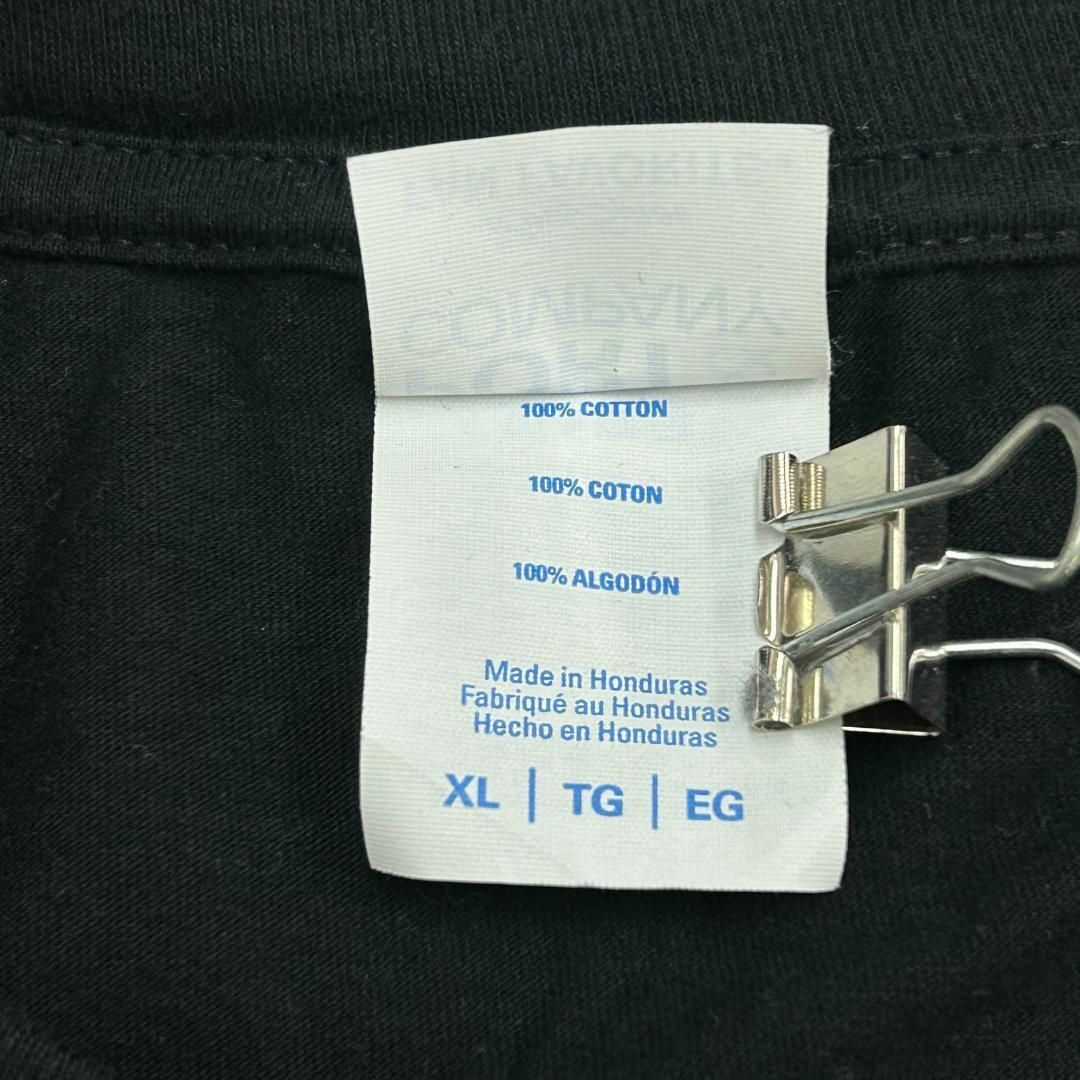 100% COTTON
100% COTON
100% ALGODÓN
Made in Honduras
Fabriqué au Honduras
Hecho en Honduras
XL | TG | EG